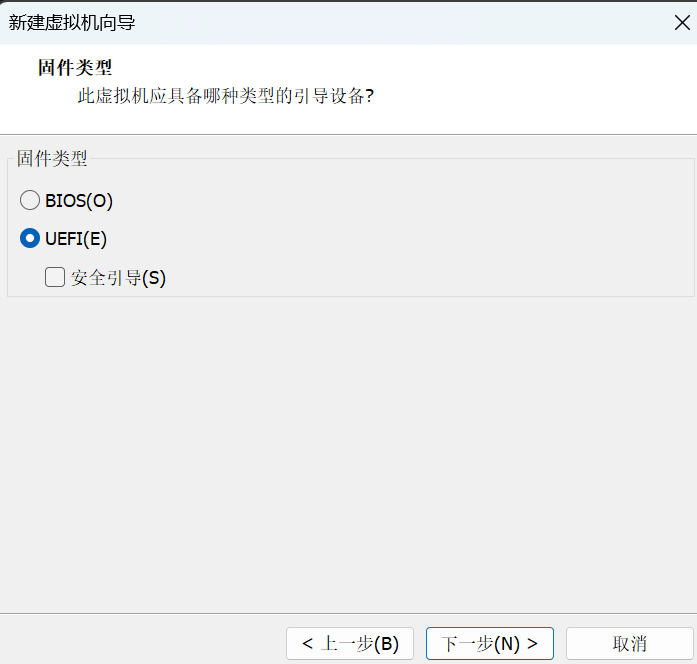 新建虚拟机向导
固件类型
此虚拟机应具备哪种类型的引导设备?
固件类型
BIOS(O)
UEFI(E)
安全引导(S)
< 上一步(B)
下一步(N) >
取消